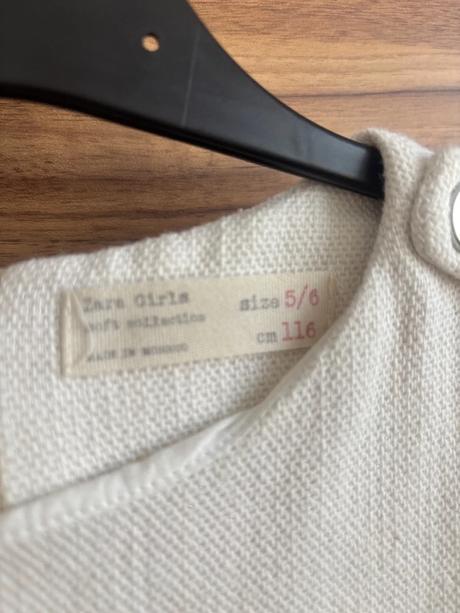 Zara Girls
soft collection
MADE IN MOROCCO
size 5/6
cm 116